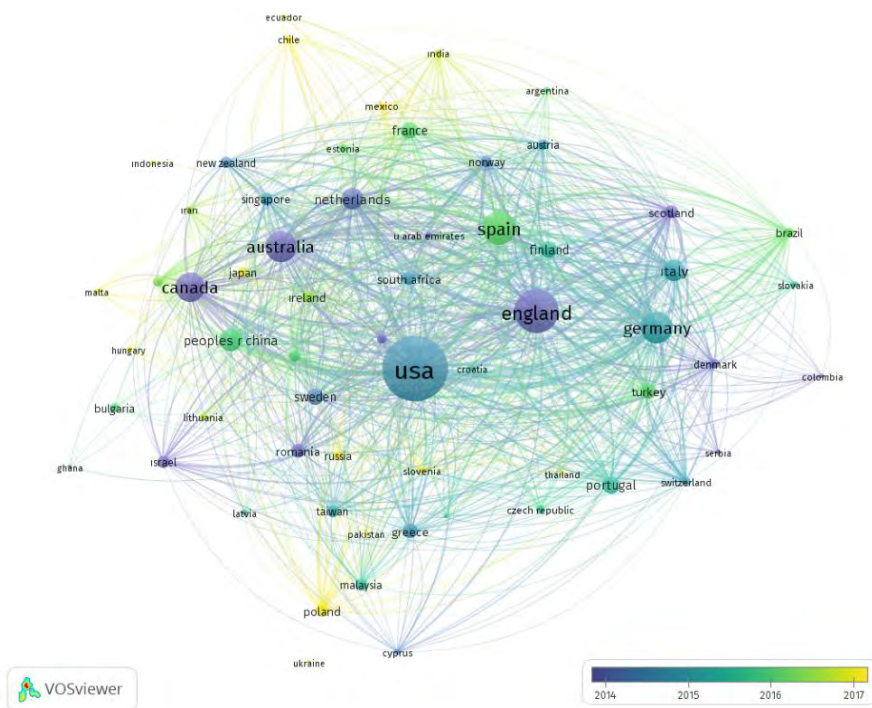 ecuador
chile
india
argentina
mexico
france
estonia
austria
indonesia
new zealand
norway
singapore
netherlands
iran
scotland
spain
u arab emirates
brazil
australia
finland
japan
south africa
italy
canada
slovakia
malta
ireland
england
germany
peoples r china
hungary
usa
croatia
denmark
colombia
sweden
turkey
bulgaria
lithuania
romania
russia
serbia
israel
ghana
slovenia
thailand
switzerland
portugal
latvia
taiwan
czech republic
pakistan
greece
malaysia
poland
cyprus
ukraine
VOSviewer
2014
2015
2016
2017